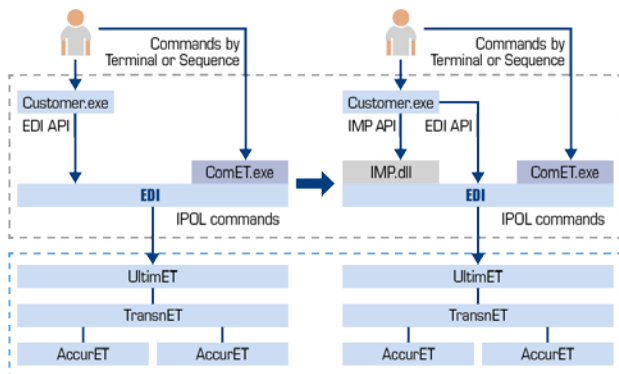 Commands by
Terminal or Sequence
Customer.exe
EDI API
ComET.exe
EDI
IPOL commands
UltimET
TransnET
AccurET
AccurET
Commands by
Terminal or Sequence
Customer.exe
IMP API
EDI API
IMP.dll
ComET.exe
EDI
IPOL commands
UltimET
TransnET
AccurET
AccurET